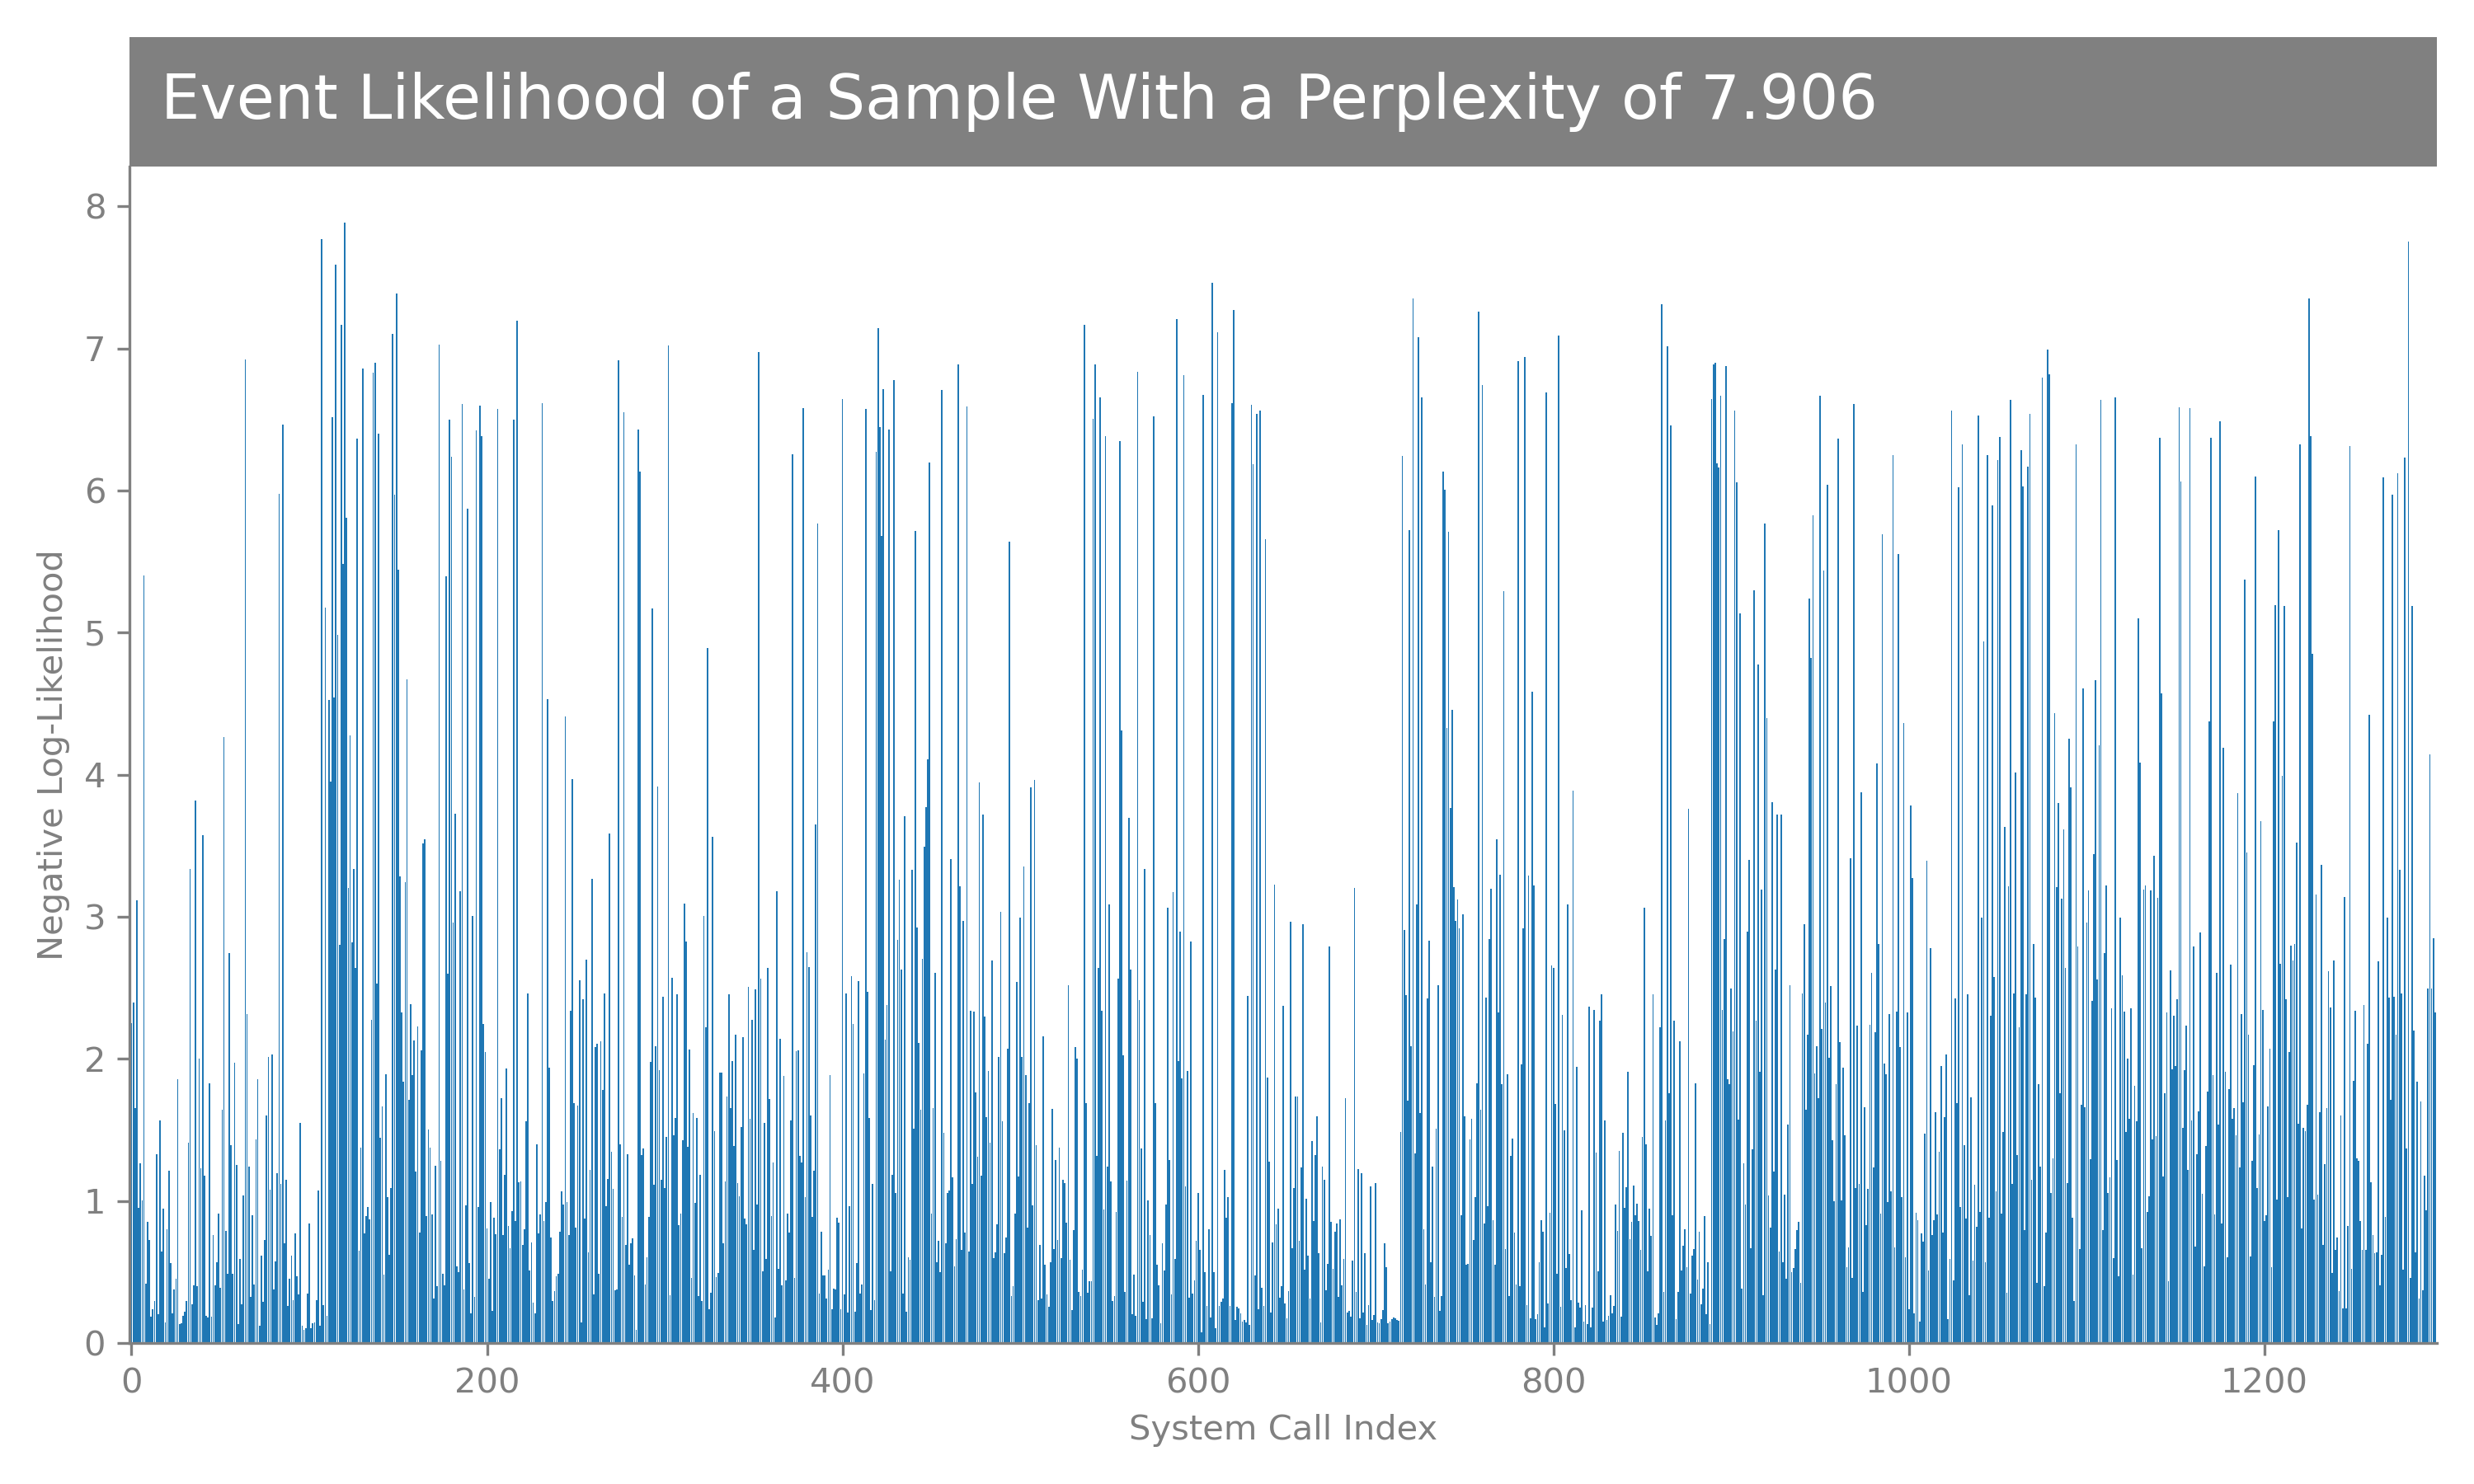 Event Likelihood of a Sample With a Perplexity of 7.906
8
7
6
5
4
3
2
1
0
Negative Log-Likelihood
0 200 400 600 800 1000 1200
System Call Index